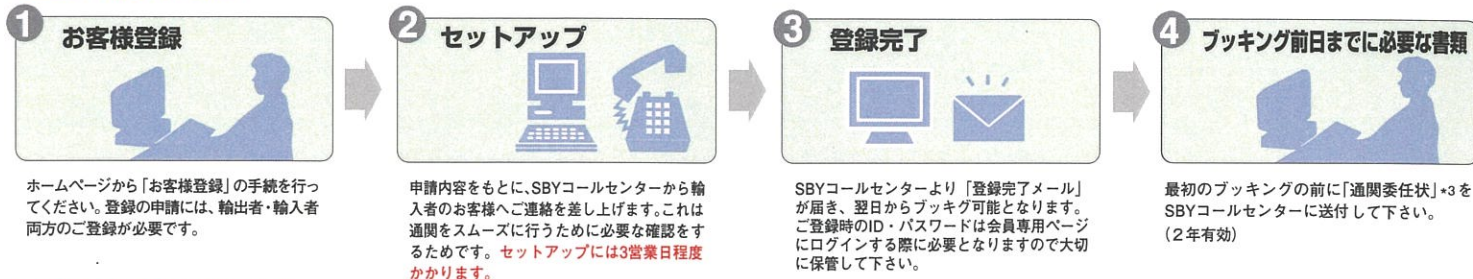 1 お客様登録
ホームページから「お客様登録」の手続を行っ
てください。登録の申請には、輸出者・輸入者
両方のご登録が必要です。
2 セットアップ
申請内容をもとに、SBYコールセンターから輸
入者のお客様へご連絡を差し上げます。これは
通関をスムーズに行うために必要な確認をす
るためです。セットアップには3営業日程度
かかります。
3 登録完了
SBYコールセンターより「登録完了メール」
が届き、翌日からブッキグ可能となります。
ご登録時のID・パスワードは会員専用ページ
にログインする際に必要となりますので大切
に保管して下さい。
4 ブッキング前日までに必要な書類
最初のブッキングの前に「通関委任状」*3を
SBYコールセンターに送付して下さい。
(2年有効)